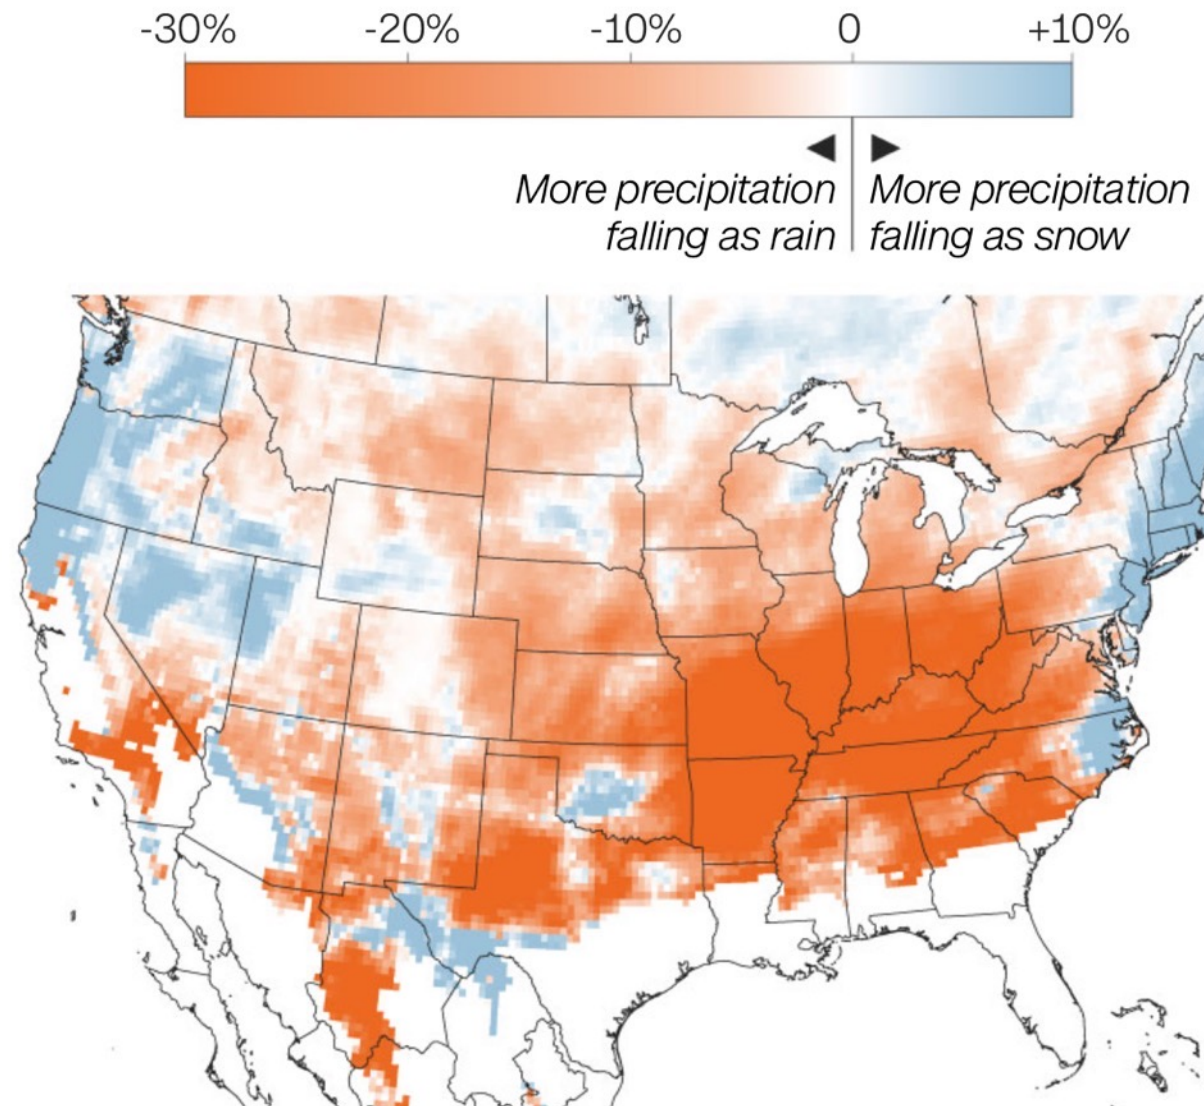 -30% -20% -10% 0 +10%
More precipitation falling as rain
More precipitation falling as snow